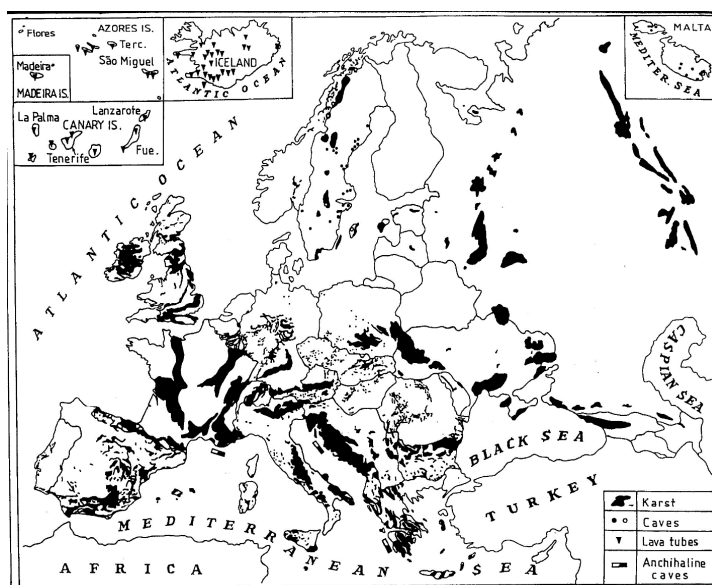 Flores
AZORES IS.
Terc.
São Miguel
Madeira
MADEIRA IS.
Lanzarote
La Palma
CANARY IS.
Tenerife
Fue.
ICELAND
ATLANTIC OCEAN
MALTA
MEDITER. SEA
ATLANTIC OCEAN
CASPIAN SEA
BLACK SEA
TURKEY
MEDITERRANEAN SEA
AFRICA
Karst
Caves
Lava tubes
Anchihaline
caves